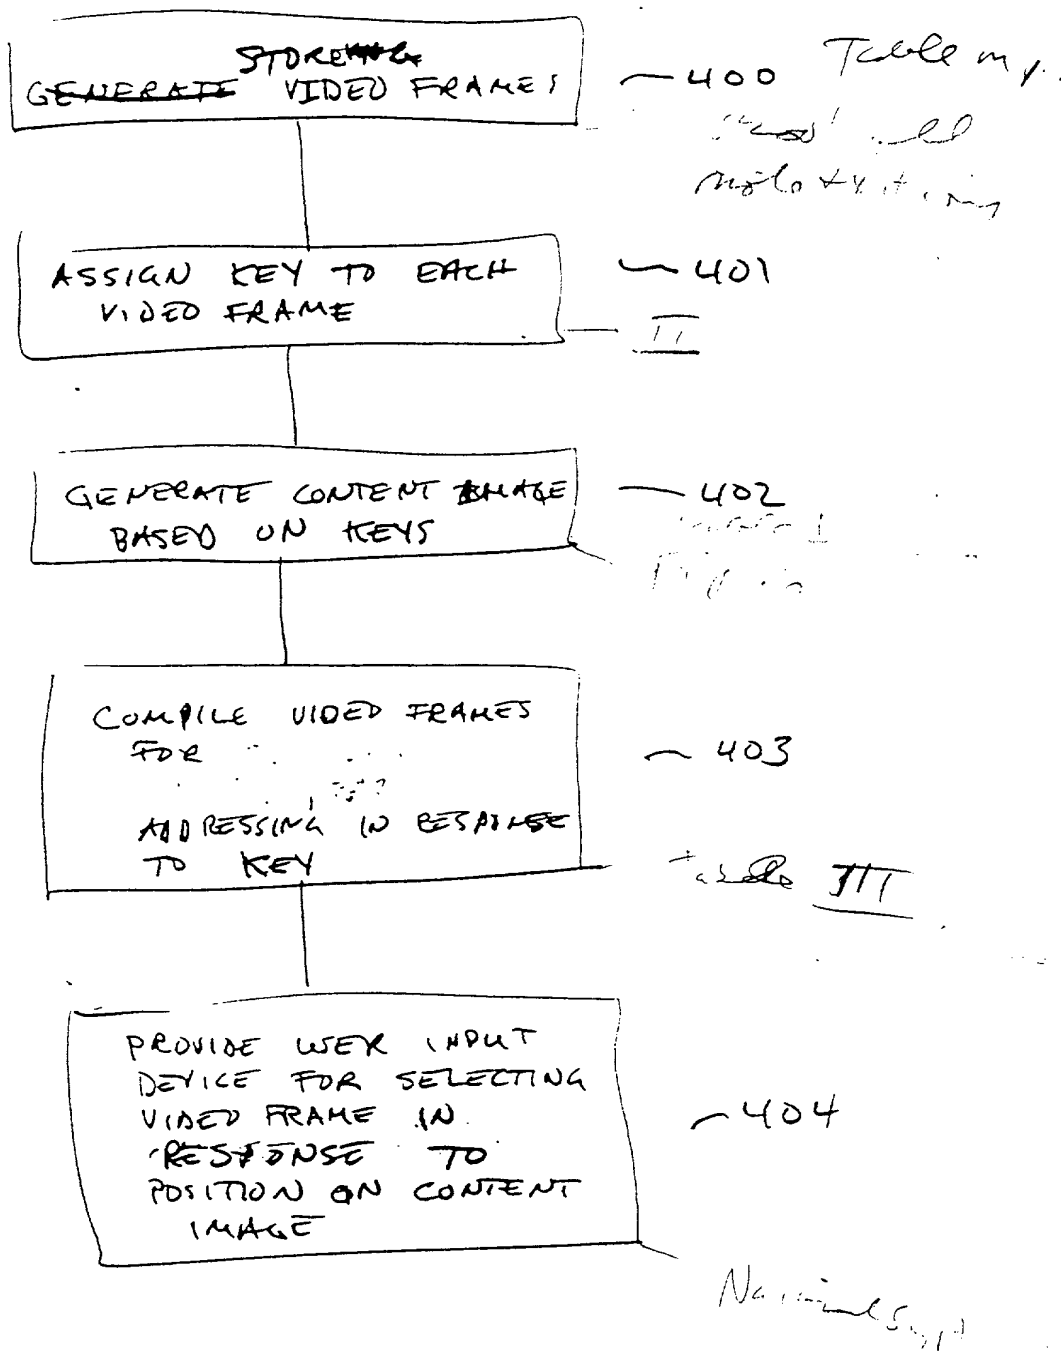 STORE
GENERATE VIDEO FRAMES
400
Table
ASSIGN KEY TO EACH
VIDEO FRAME
401
II
GENERATE CONTENT IMAGE
BASED ON KEYS
402
COMPILE VIDEO FRAMES
FOR
ADDRESSING IN RESPONSE
TO KEY
403
Table III
PROVIDE USER INPUT
DEVICE FOR SELECTING
VIDEO FRAME IN
RESPONSE TO
POSITION ON CONTENT
IMAGE
404